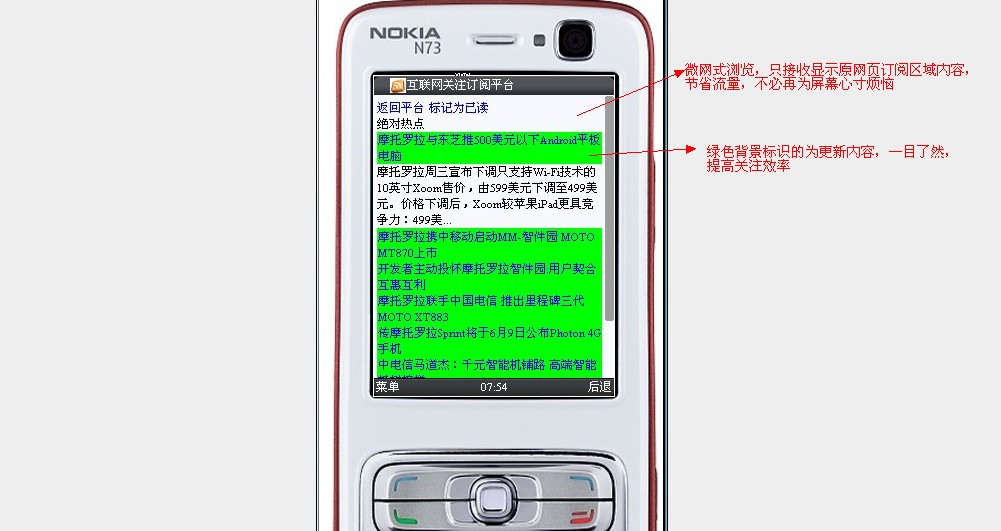 NOKIA
N73
互联网关注订阅平台
返回平台 标记为已读
绝对热点
摩托罗拉与东芝推500美元以下Android平板
电脑
摩托罗拉周三宣布下调只支持Wi-Fi技术的
10英寸Xoom售价，由599美元下调至499美
元。价格下调后，Xoom较苹果iPad更具竞
争力：499美...
摩托罗拉携中移动启动MM-智件园 MOTO
MT870上市
开发者主动投怀摩托罗拉智件园:用户契合
互惠互利
摩托罗拉联手中国电信 推出里程碑三代
MOTO XT883
传摩托罗拉Sprint将于6月9日公布Photon 4G
手机
中电信马道杰：千元智能机铺路 高端智能
菜单 07:54 后退
微网式浏览，只接收显示原网页订阅区域内容，
节省流量，不必再为屏幕心寸烦恼
绿色背景标识的为更新内容，一目了然，
提高关注效率